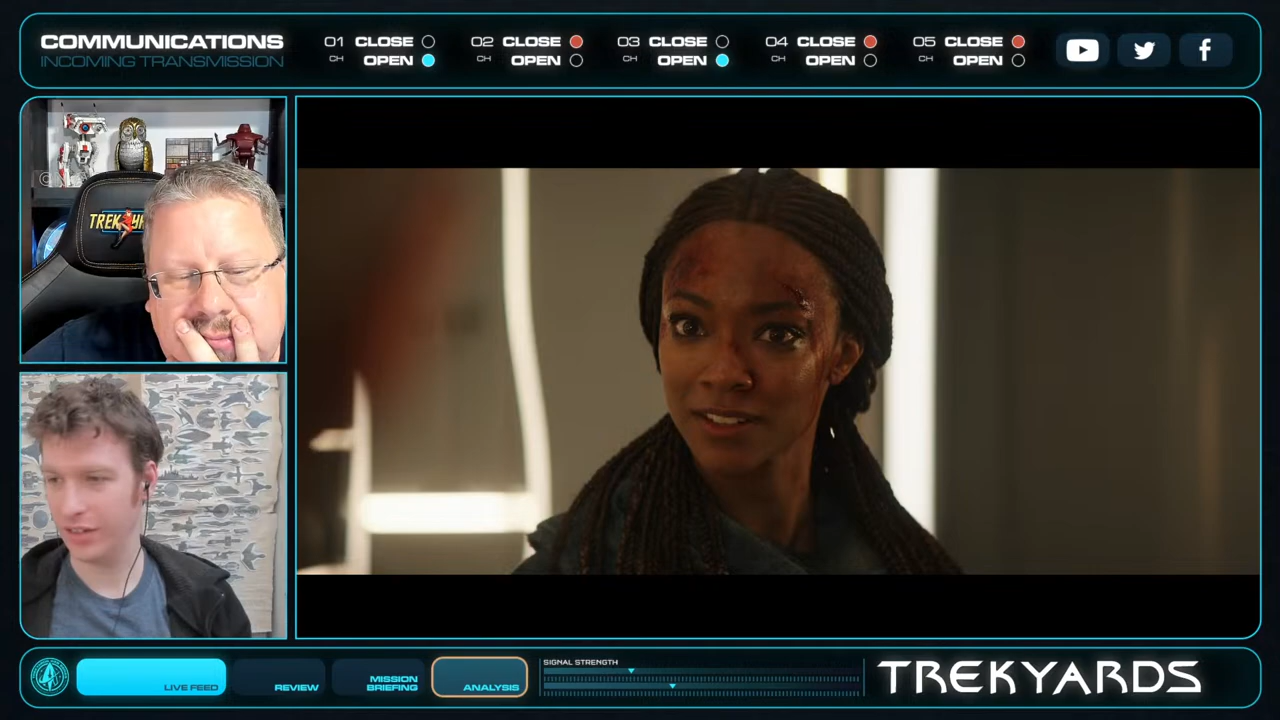 COMMUNICATIONS
INCOMING TRANSMISSION
01 CH CLOSE OPEN
02 CH CLOSE OPEN
03 CH CLOSE OPEN
04 CH CLOSE OPEN
05 CH CLOSE OPEN
LIVE FEED
REVIEW
MISSION
BRIEFING
ANALYSIS
SIGNAL STRENGTH
TREKYARDS